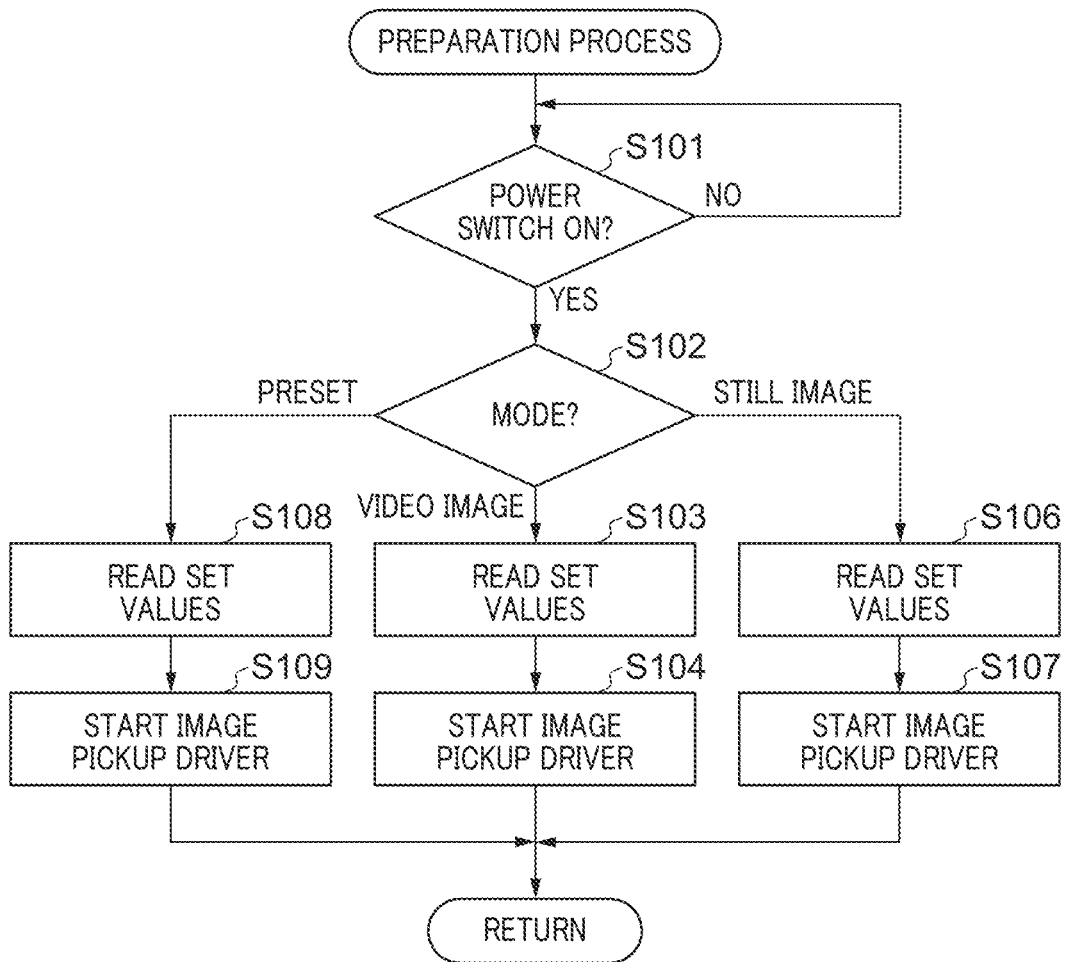 PREPARATION PROCESS
S101
POWER
SWITCH ON?
NO
YES
S102
PRESET
MODE?
STILL IMAGE
VIDEO IMAGE
S108
READ SET
VALUES
S103
READ SET
VALUES
S106
READ SET
VALUES
S109
START IMAGE
PICKUP DRIVER
S104
START IMAGE
PICKUP DRIVER
S107
START IMAGE
PICKUP DRIVER
RETURN